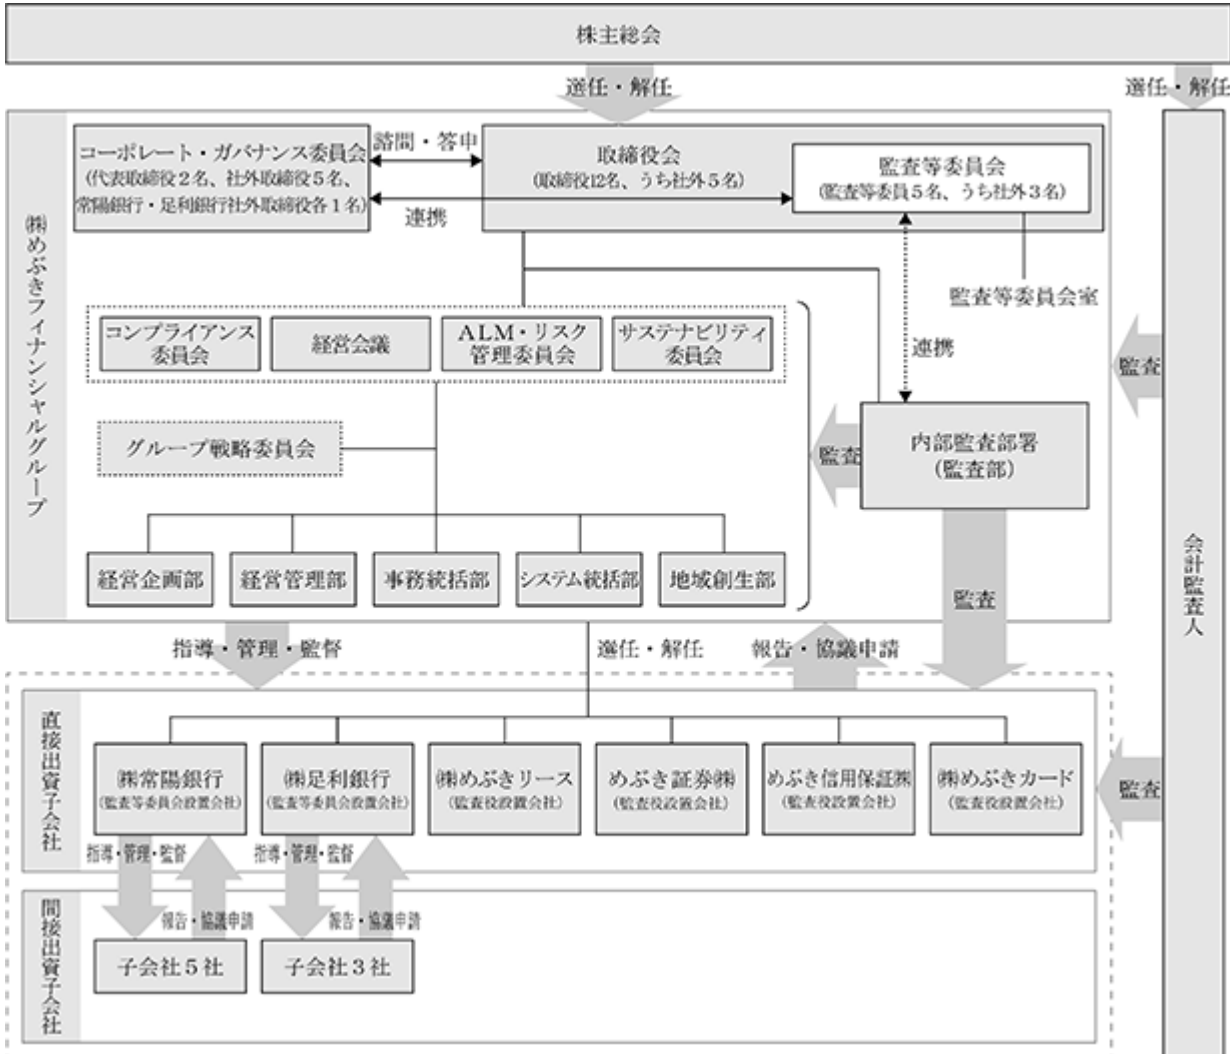 株主総会
選任・解任
選任・解任
㈱めぶきフィナンシャルグループ
コーポレート・ガバナンス委員会
(代表取締役2名、社外取締役5名、
常陽銀行・足利銀行社外取締役各1名)
諮問・答申
連携
取締役会
(取締役12名、うち社外5名)
監査等委員会
(監査等委員5名、うち社外3名)
監査等委員会室
連携
コンプライアンス
委員会
経営会議
ALM・リスク
管理委員会
サステナビリティ
委員会
グループ戦略委員会
監査
内部監査部署
(監査部)
監査
会計監査人
経営企画部
経営管理部
事務統括部
システム統括部
地域創生部
監査
指導・管理・監督
選任・解任
報告・協議申請
直接出資子会社
㈱常陽銀行
(監査等委員会設置会社)
㈱足利銀行
(監査等委員会設置会社)
㈱めぶきリース
(監査役設置会社)
めぶき証券㈱
(監査役設置会社)
めぶき信用保証㈱
(監査役設置会社)
㈱めぶきカード
(監査役設置会社)
監査
指導・管理・監督
報告・協議申請
指導・管理・監督
報告・協議申請
間接出資子会社
子会社5社
子会社3社